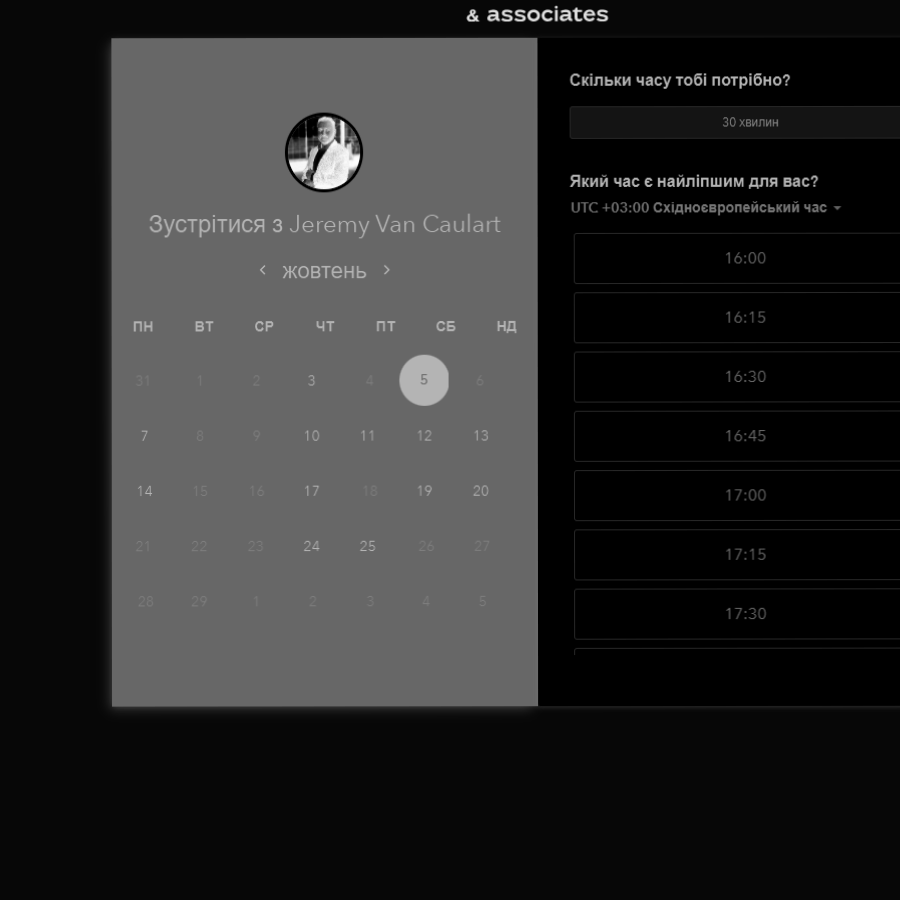 & associates
Зустрітися з Jeremy Van Caulart
жовтень
ПН ВТ СР ЧТ ПТ СБ НД
31 1 2 3 4 5 6
7 8 9 10 11 12 13
14 15 16 17 18 19 20
21 22 23 24 25 26 27
28 29 1 2 3 4 5
Скільки часу тобі потрібно?
30 хвилин
Який час є найліпшим для вас?
UTC +03:00 Східноєвропейський час
16:00
16:15
16:30
16:45
17:00
17:15
17:30